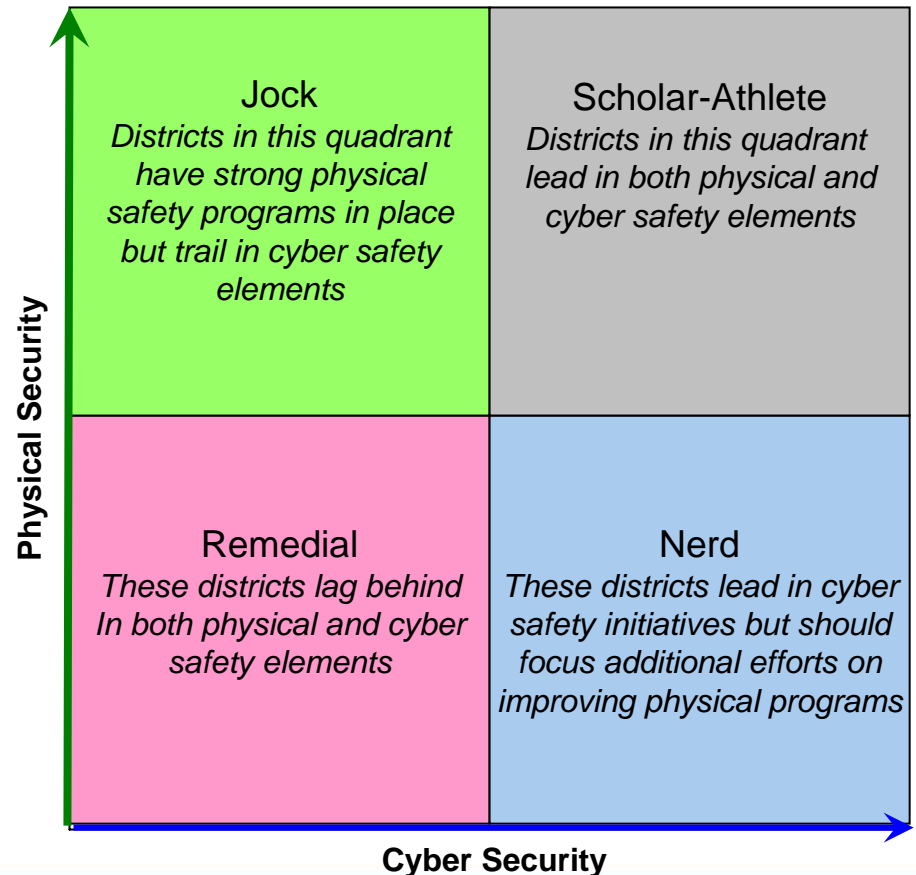 Jock
Districts in this quadrant
have strong physical
safety programs in place
but trail in cyber safety
elements
Scholar-Athlete
Districts in this quadrant
lead in both physical and
cyber safety elements
Physical Security
Remedial
These districts lag behind
In both physical and cyber
safety elements
Nerd
These districts lead in cyber
safety initiatives but should
focus additional efforts on
improving physical programs
Cyber Security